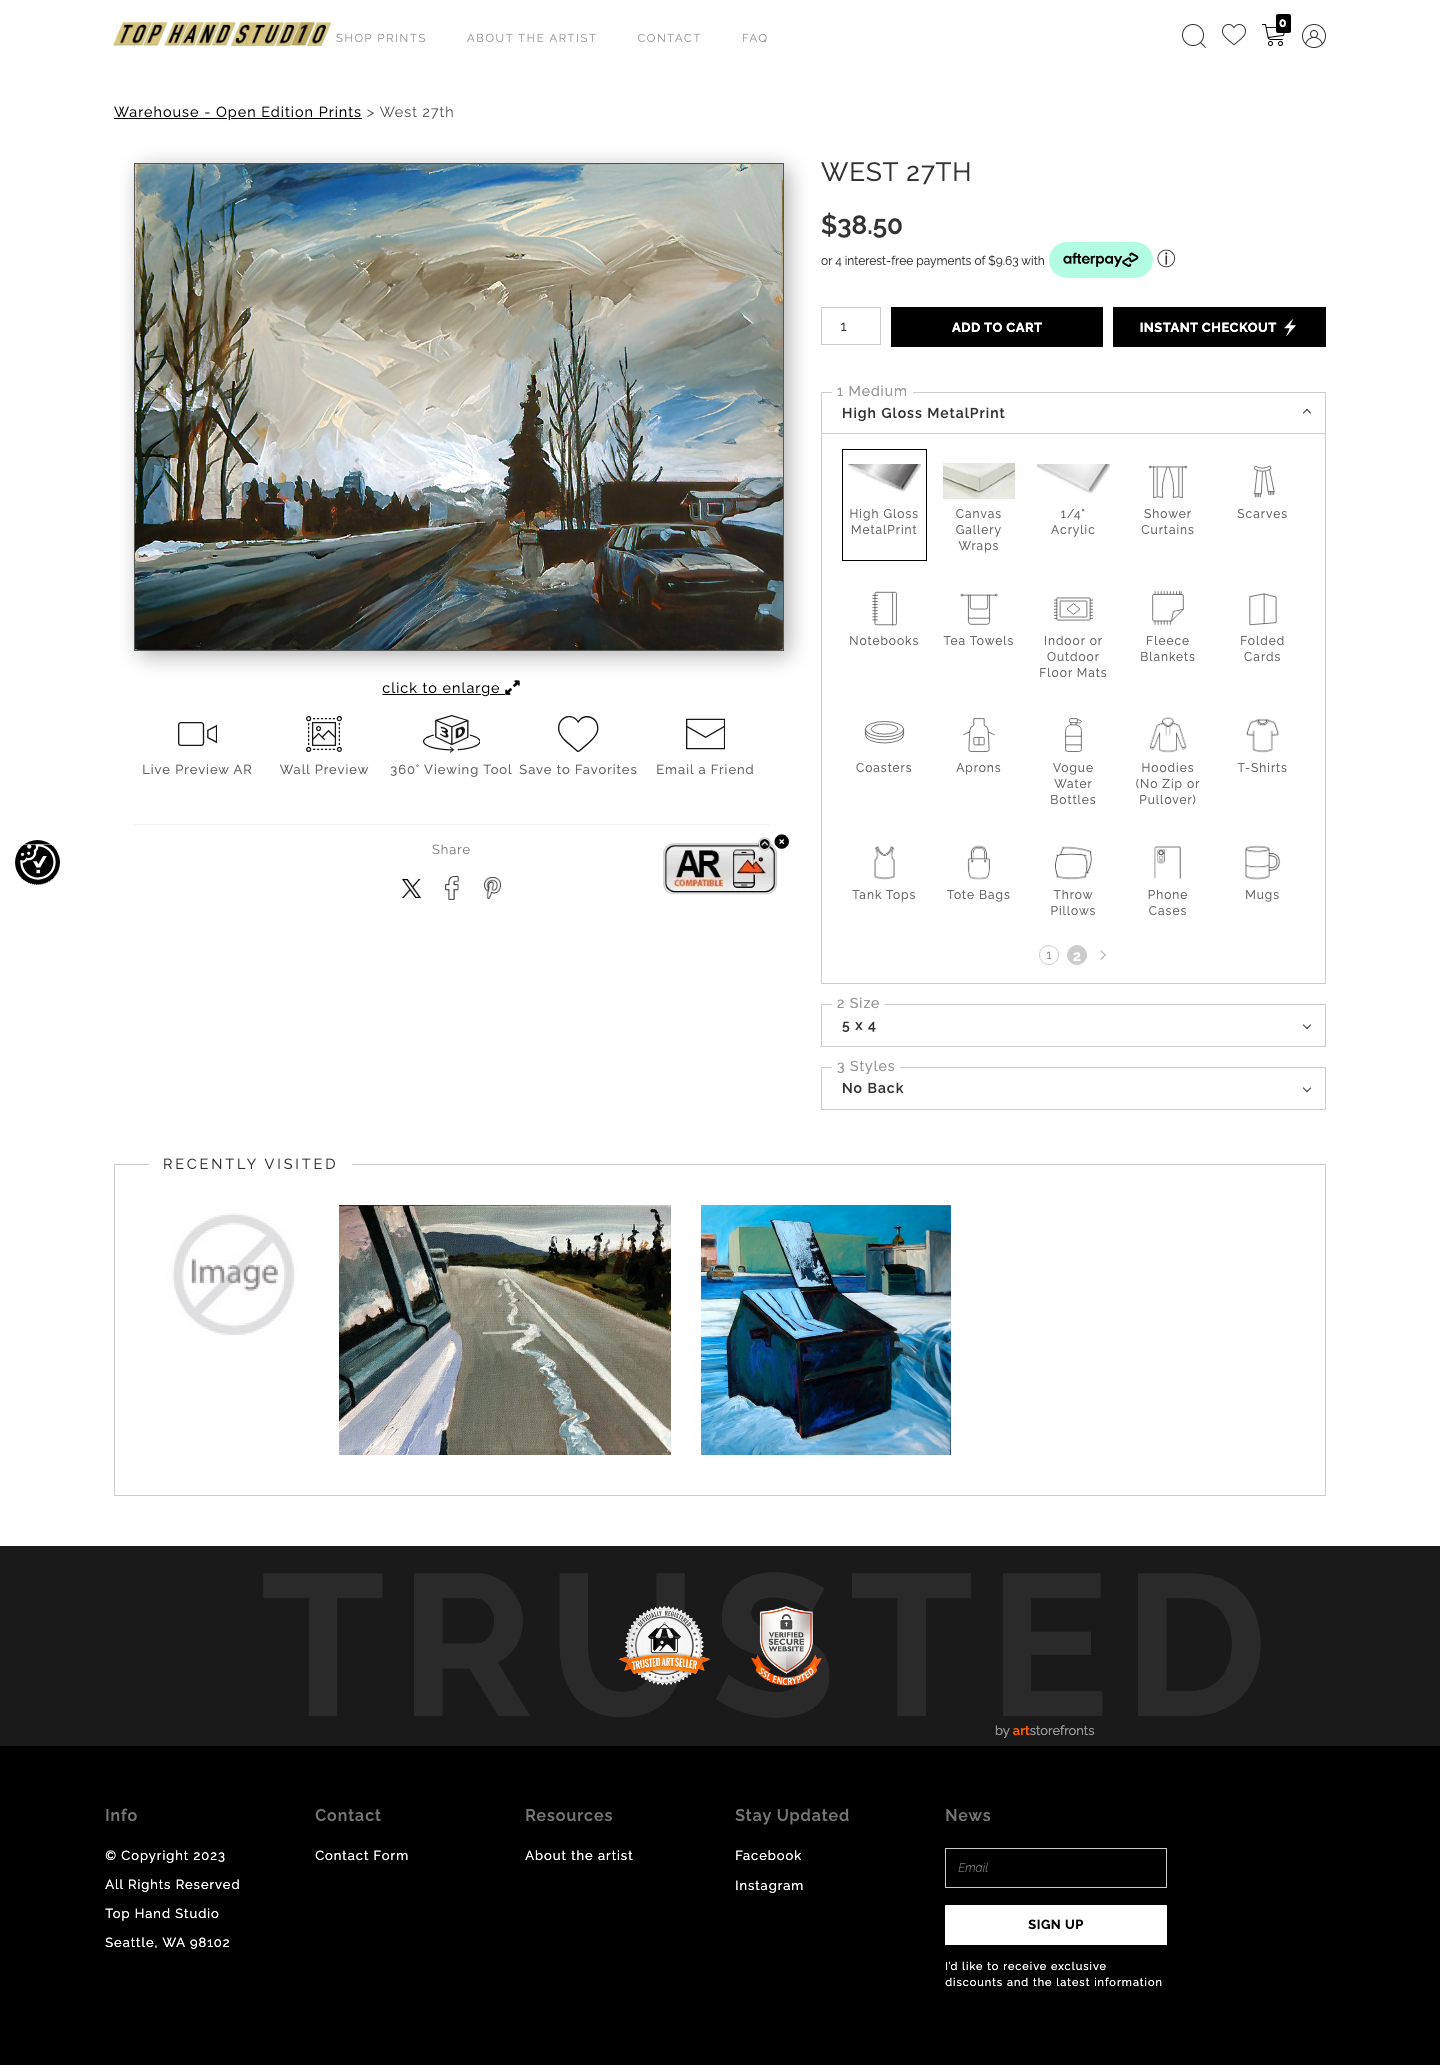 TOP HAND STUD10
SHOP PRINTS
ABOUT THE ARTIST
CONTACT
FAQ
0
Warehouse - Open Edition Prints > West 27th
WEST 27TH
$38.50
or 4 interest-free payments of $9.63 with afterpay
1
ADD TO CART
INSTANT CHECKOUT
1 Medium
High Gloss MetalPrint
High Gloss
MetalPrint
Canvas
Gallery
Wraps
1/4"
Acrylic
Shower
Curtains
Scarves
Notebooks
Tea Towels
Indoor or
Outdoor
Floor Mats
Fleece
Blankets
Folded
Cards
Coasters
Aprons
Vogue
Water
Bottles
Hoodies
(No Zip or
Pullover)
T-Shirts
Tank Tops
Tote Bags
Throw
Pillows
Phone
Cases
Mugs
1
2
2 Size
5 x 4
3 Styles
No Back
click to enlarge
Live Preview AR
Wall Preview
3D
360° Viewing Tool
Save to Favorites
Email a Friend
Share
AR
COMPATIBLE
RECENTLY VISITED
Image
TRUSTED
OFFICIALLY REGISTERED
TRUSTED ART SELLER
VERIFIED
SECURE
WEBSITE
SSL ENCRYPTED
by artstorefronts
Info
© Copyright 2023
All Rights Reserved
Top Hand Studio
Seattle, WA 98102
Contact
Contact Form
Resources
About the artist
Stay Updated
Facebook
Instagram
News
Email
SIGN UP
I'd like to receive exclusive
discounts and the latest information